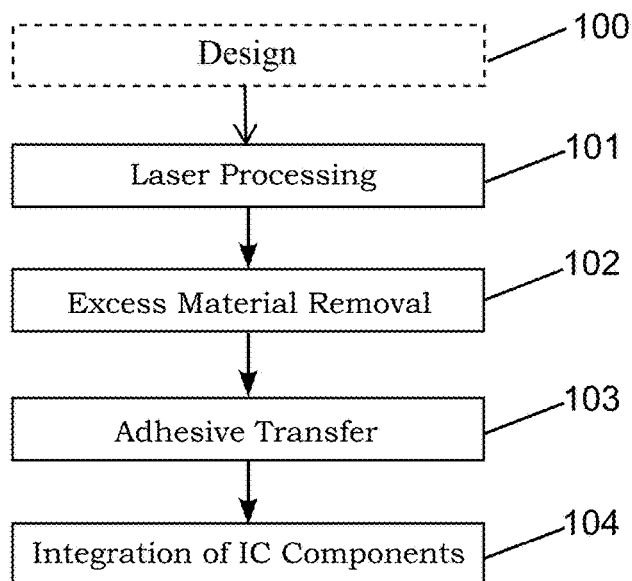 100
Design
101
Laser Processing
102
Excess Material Removal
103
Adhesive Transfer
104
Integration of IC Components